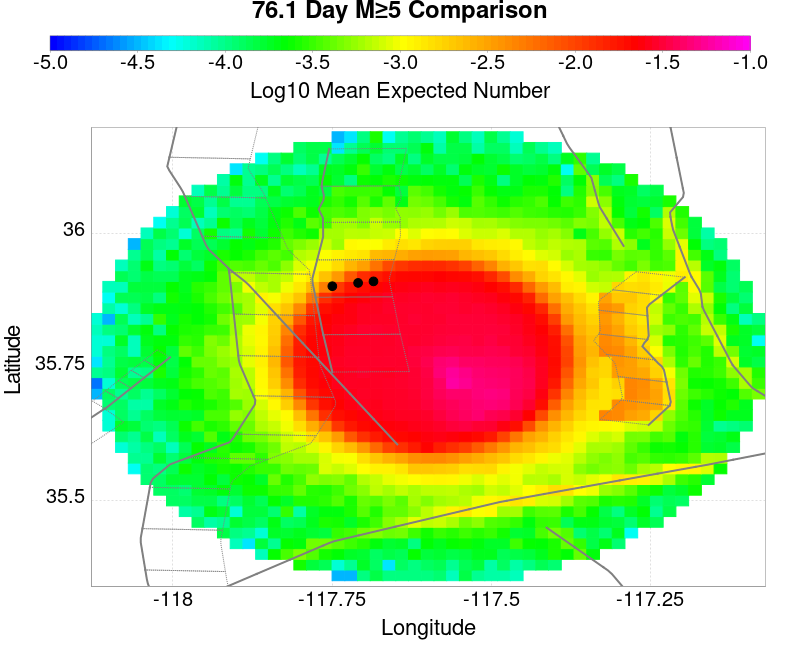 76.1 Day M≥5 Comparison
-5.0 -4.5 -4.0 -3.5 -3.0 -2.5 -2.0 -1.5 -1.0
Log10 Mean Expected Number
36
35.75
35.5
Latitude
-118 -117.75 -117.5 -117.25
Longitude